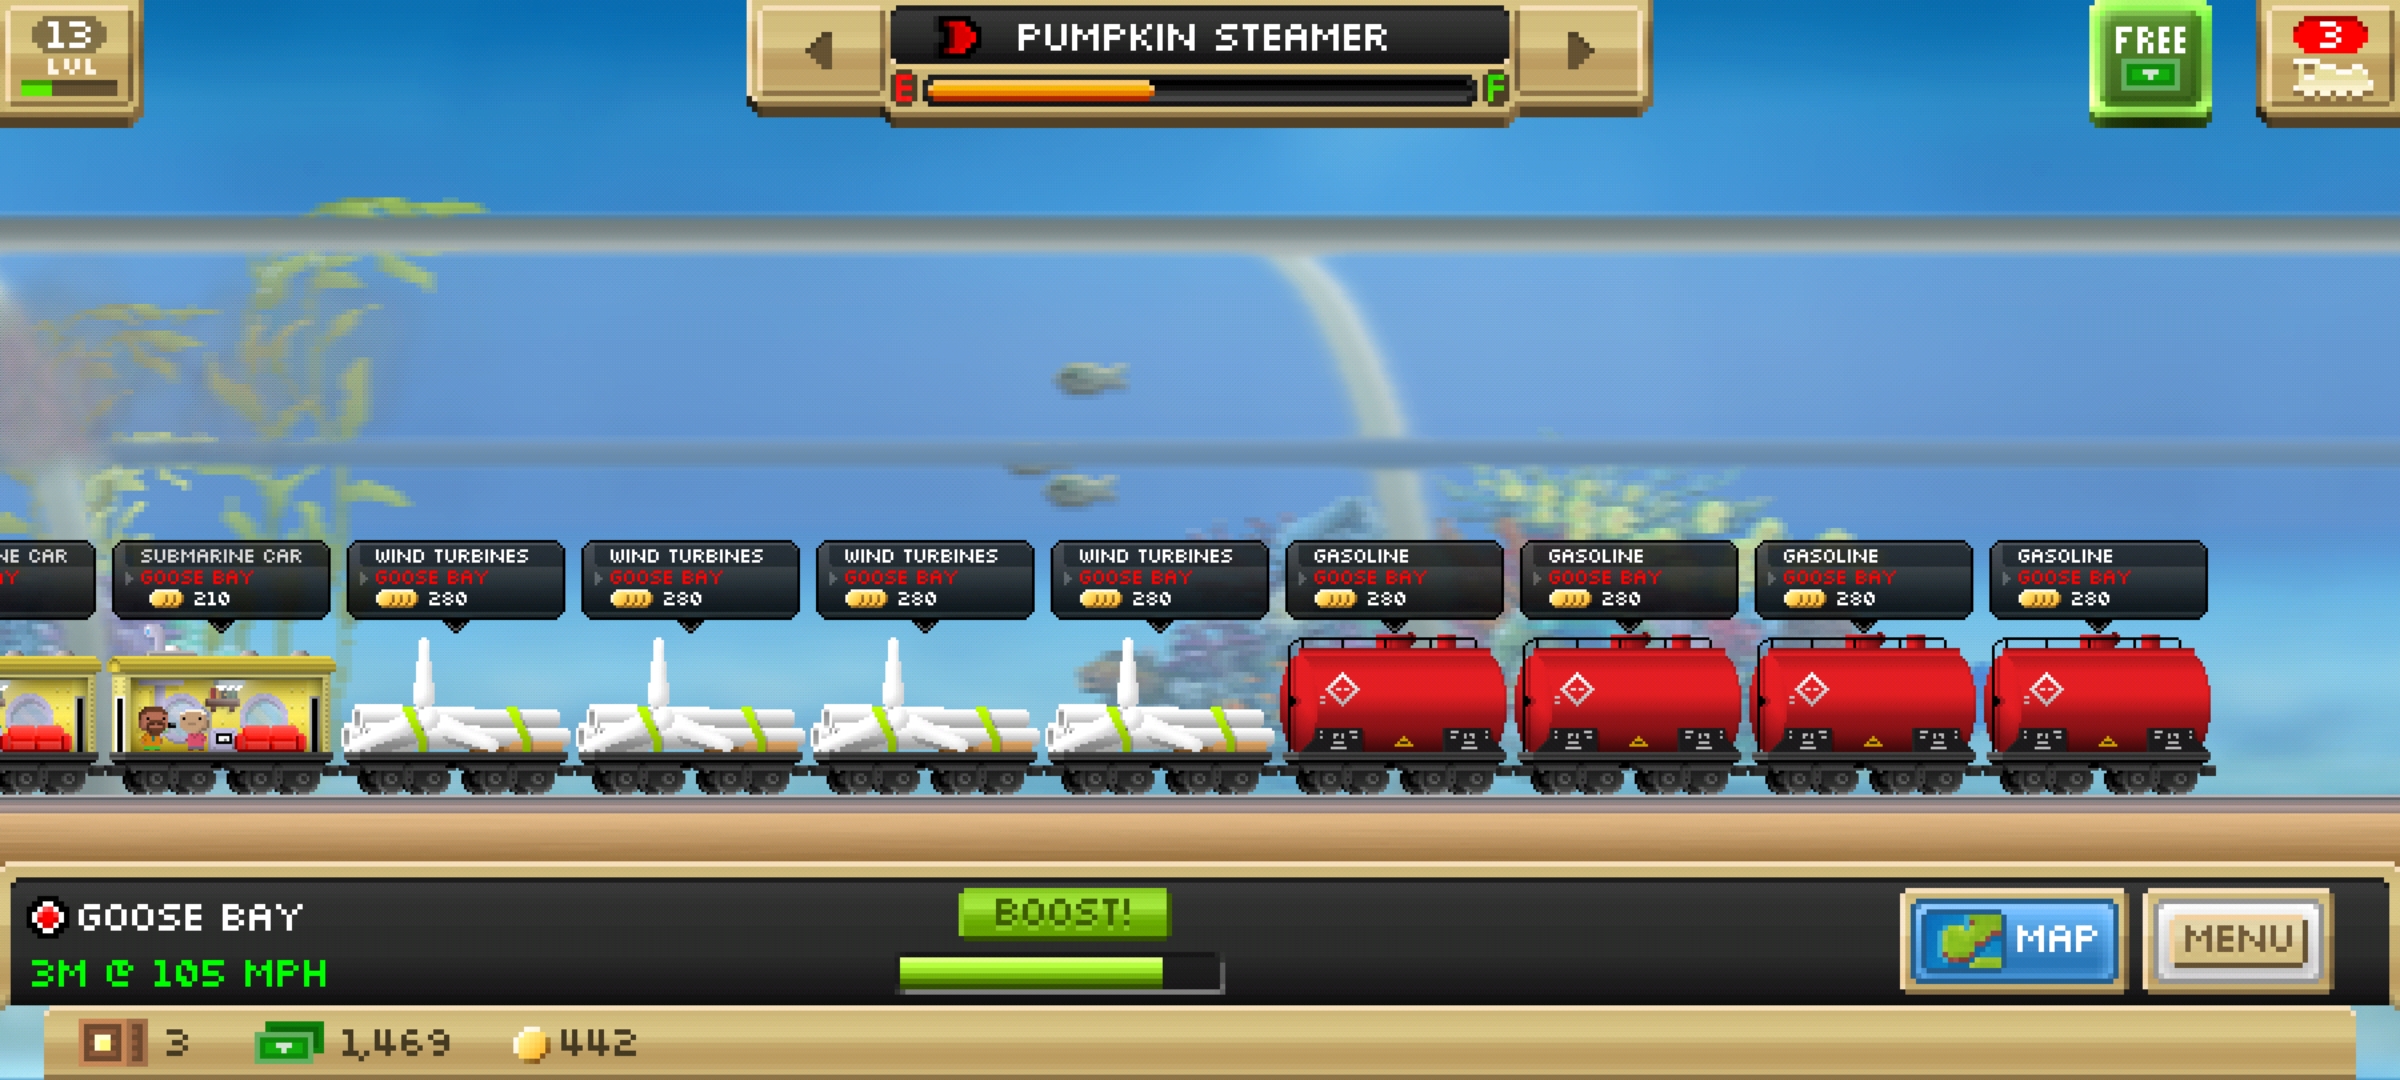 13
LVL
PUMPKIN STEAMER
E F
FREE
3
NE CAR
Y
SUBMARINE CAR
GOOSE BAY
210
WIND TURBINES
GOOSE BAY
280
WIND TURBINES
GOOSE BAY
280
WIND TURBINES
GOOSE BAY
280
WIND TURBINES
GOOSE BAY
280
GASOLINE
GOOSE BAY
280
GASOLINE
GOOSE BAY
280
GASOLINE
GOOSE BAY
280
GASOLINE
GOOSE BAY
280
GOOSE BAY
3M @ 105 MPH
BOOST!
MAP
MENU
3
1,469
442